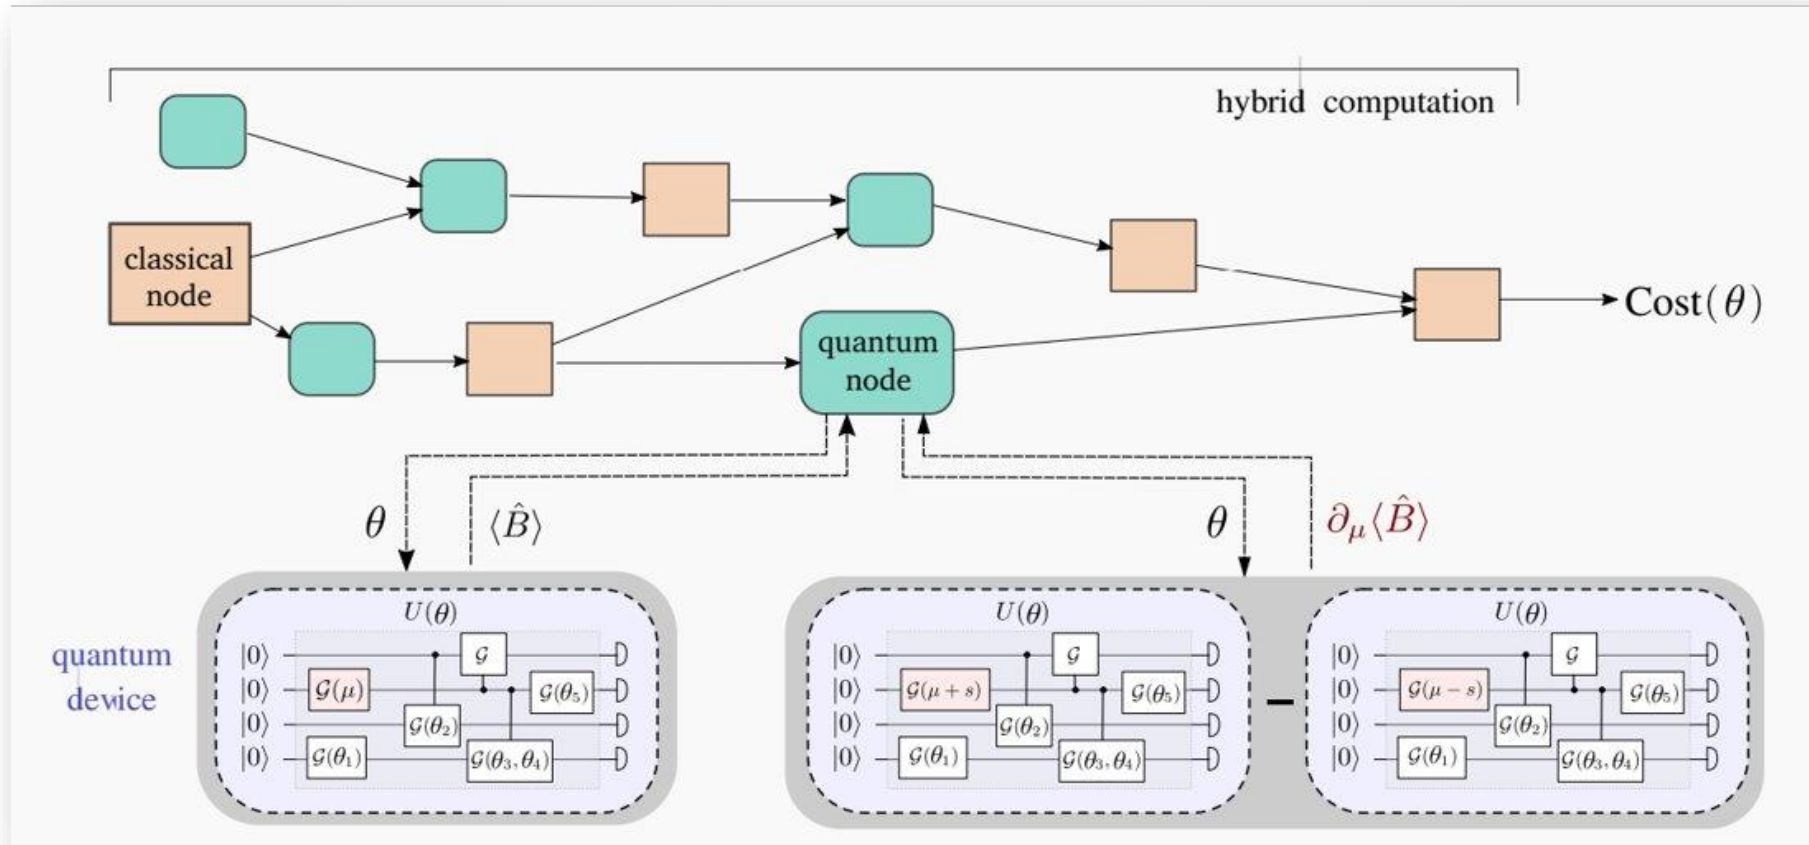 hybrid computation
classical
node
Cost(θ)
quantum
node
θ
⟨B̂⟩
θ
∂μ⟨B̂⟩
quantum
device
U(θ)
|0⟩
𝒢
|0⟩
𝒢(μ)
𝒢(θ₅)
|0⟩
𝒢(θ₂)
|0⟩
𝒢(θ₁)
𝒢(θ₃, θ₄)
U(θ)
|0⟩
𝒢
|0⟩
𝒢(μ + s)
𝒢(θ₅)
|0⟩
𝒢(θ₂)
|0⟩
𝒢(θ₁)
𝒢(θ₃, θ₄)
–
U(θ)
|0⟩
𝒢
|0⟩
𝒢(μ − s)
𝒢(θ₅)
|0⟩
𝒢(θ₂)
|0⟩
𝒢(θ₁)
𝒢(θ₃, θ₄)